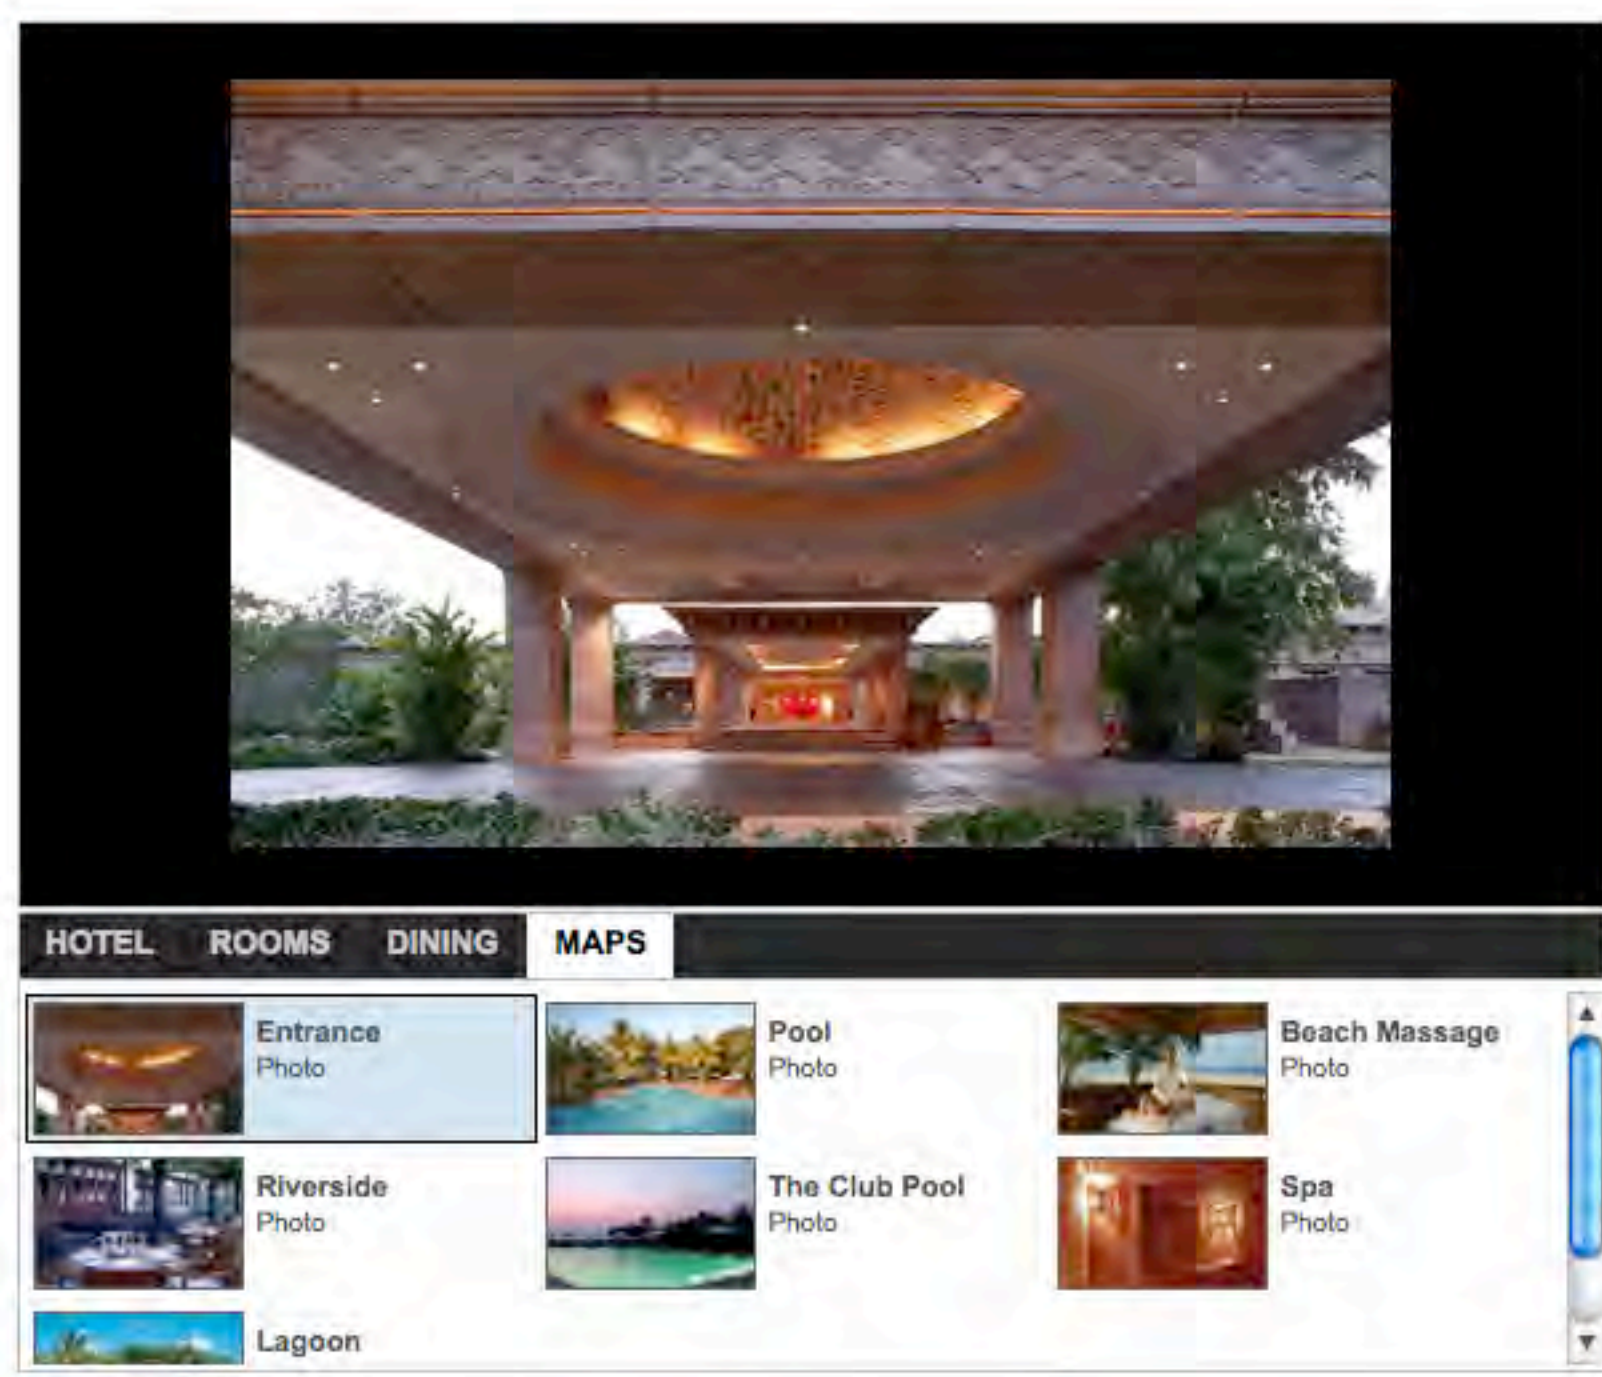 HOTEL ROOMS DINING MAPS
Entrance
Photo
Pool
Photo
Beach Massage
Photo
Riverside
Photo
The Club Pool
Photo
Spa
Photo
Lagoon